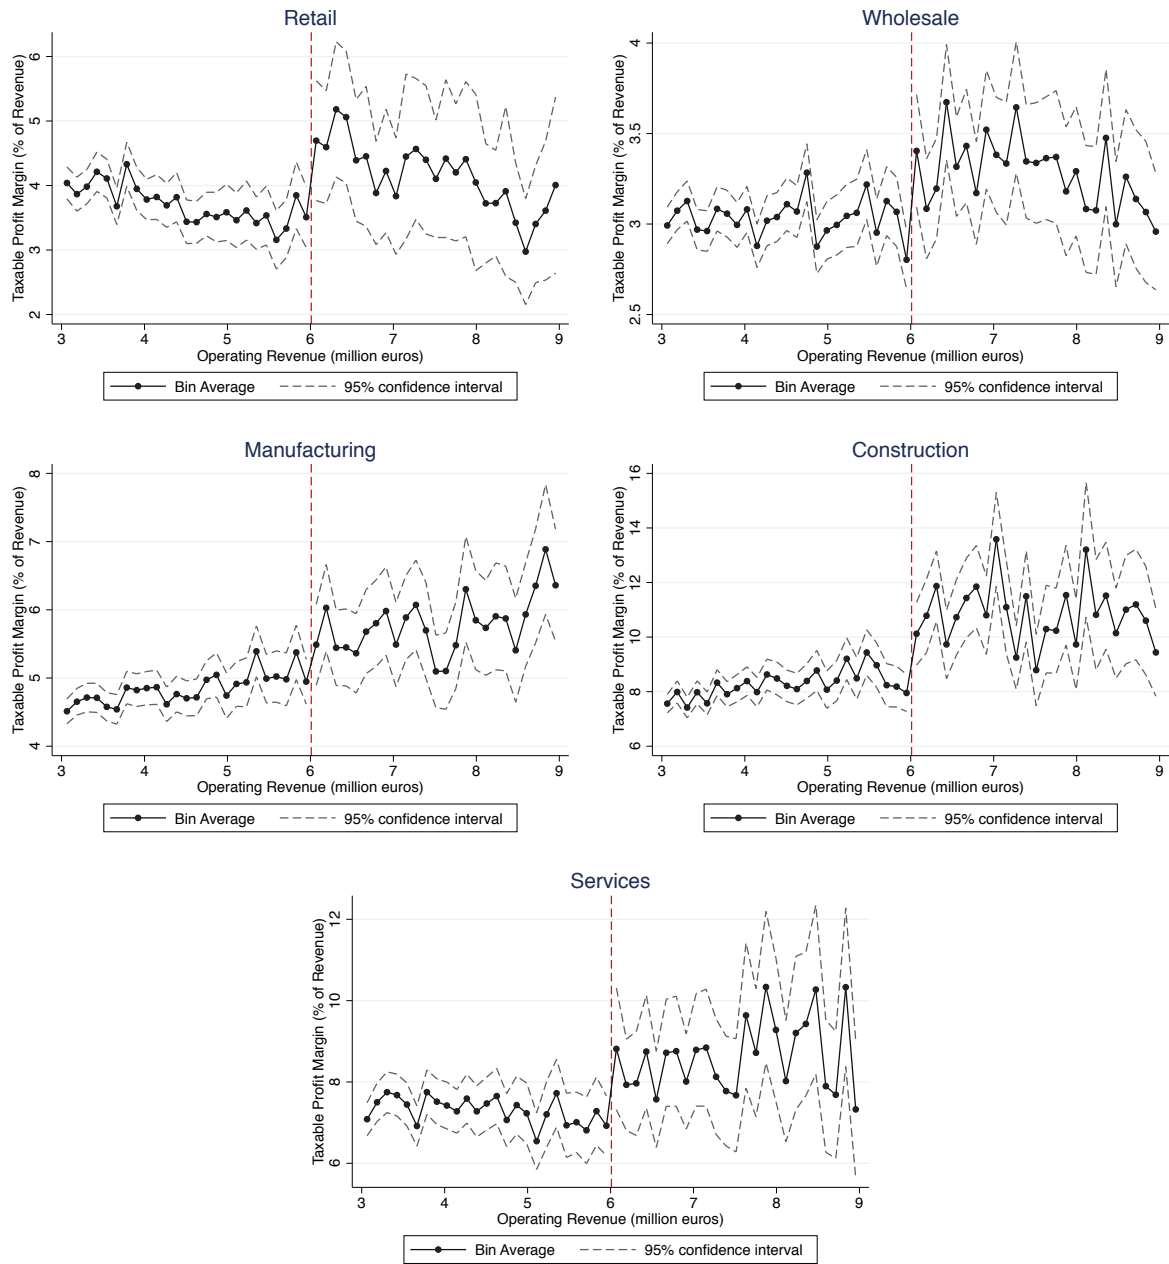 Retail
Taxable Profit Margin (% of Revenue)
6
5
4
3
2
3 4 5 6 7 8 9
Operating Revenue (million euros)
Bin Average 95% confidence interval
Wholesale
Taxable Profit Margin (% of Revenue)
4
3.5
3
2.5
3 4 5 6 7 8 9
Operating Revenue (million euros)
Bin Average 95% confidence interval
Manufacturing
Taxable Profit Margin (% of Revenue)
8
7
6
5
4
3 4 5 6 7 8 9
Operating Revenue (million euros)
Bin Average 95% confidence interval
Construction
Taxable Profit Margin (% of Revenue)
16
14
12
10
8
6
3 4 5 6 7 8 9
Operating Revenue (million euros)
Bin Average 95% confidence interval
Services
Taxable Profit Margin (% of Revenue)
12
10
8
6
3 4 5 6 7 8 9
Operating Revenue (million euros)
Bin Average 95% confidence interval